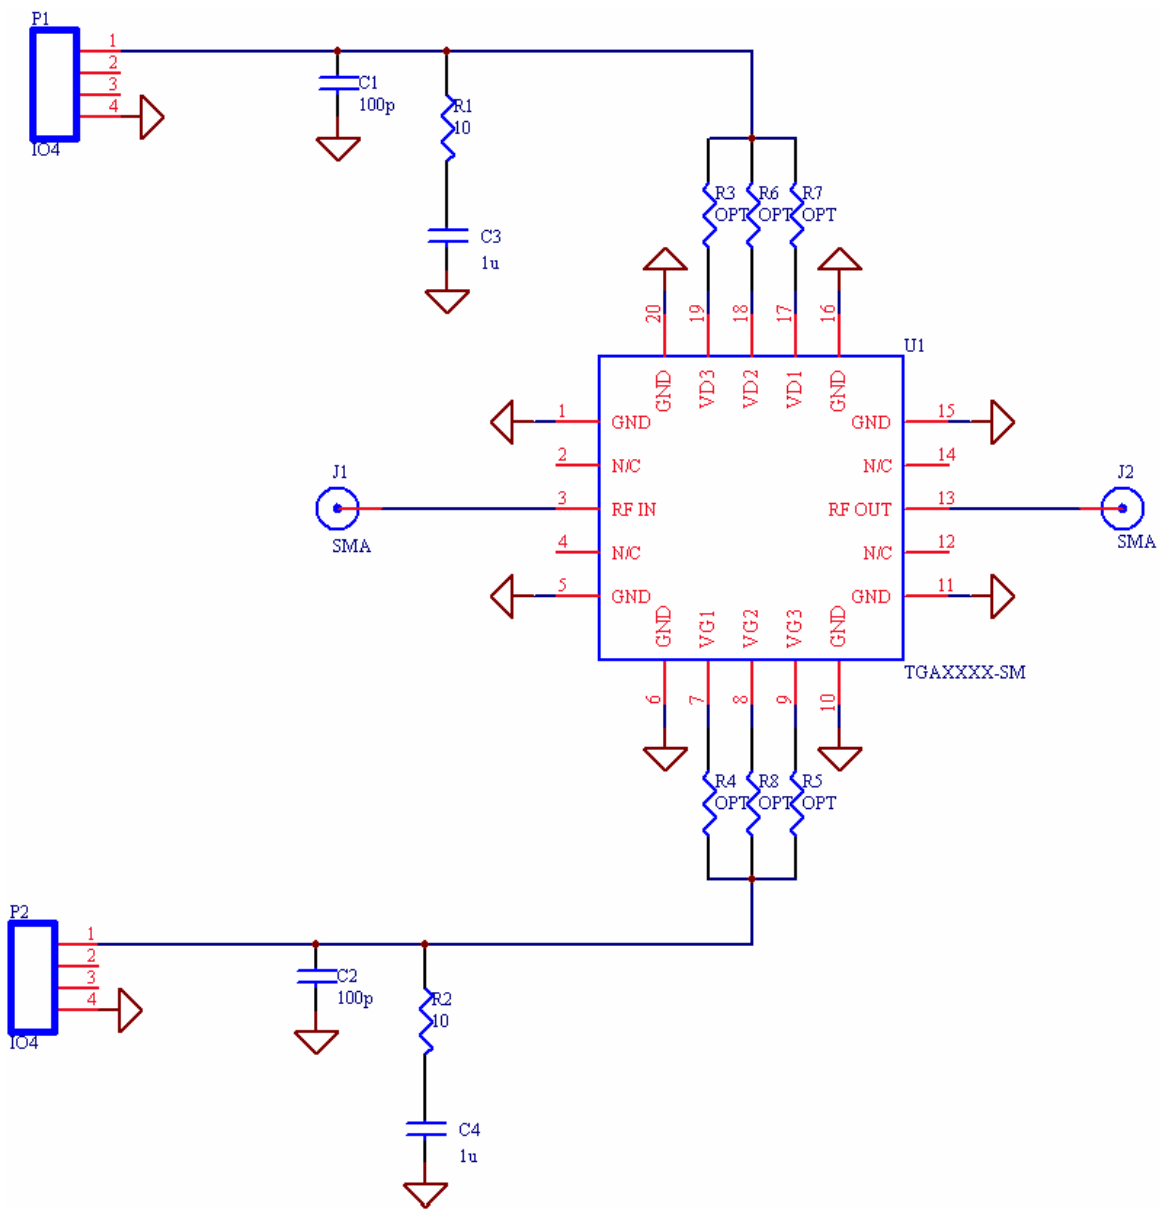 P1
1
2
3
4
IO4
C1
100p
R1
10
C3
1u
R3
OPT
R6
OPT
R7
OPT
20
19
18
17
16
U1
GND
VD3
VD2
VD1
GND
1
GND
2
N/C
3
RF IN
4
N/C
5
GND
15
GND
14
N/C
13
RF OUT
12
N/C
11
GND
J1
SMA
J2
SMA
GND
VG1
VG2
VG3
GND
TGAXXXX-SM
6
7
8
9
10
R4
OPT
R8
OPT
R5
OPT
P2
1
2
3
4
IO4
C2
100p
R2
10
C4
1u